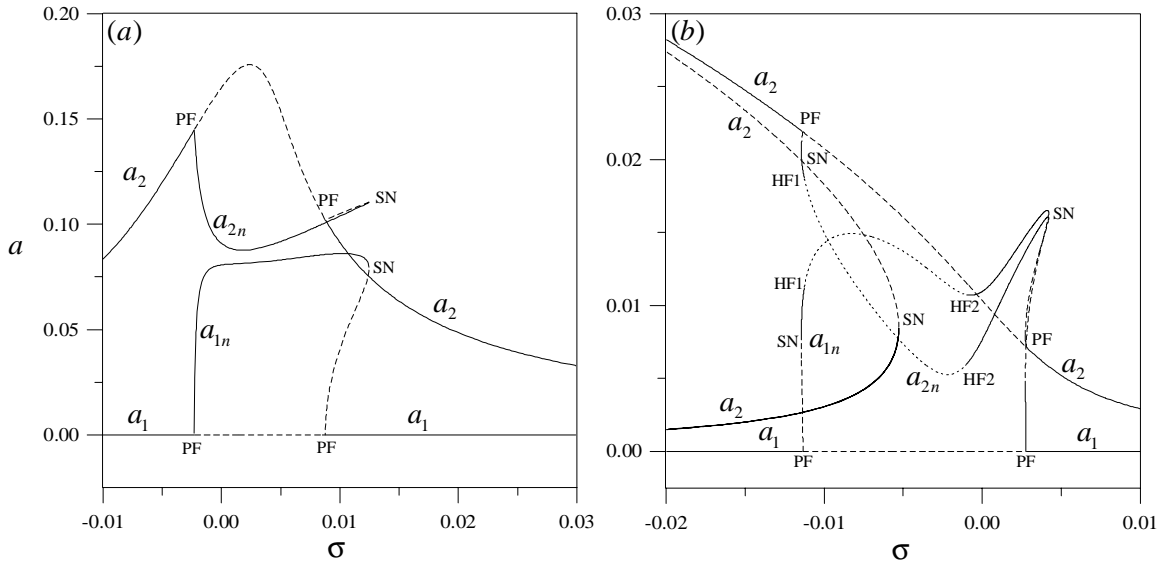 (a)
0.20
0.15
0.10
0.05
0.00
a
-0.01
0.00
0.01
0.02
0.03
σ
PF
a2
a2n
PF
SN
SN
a1n
a2
a1
PF
PF
a1
(b)
0.03
0.02
0.01
0.00
-0.02
-0.01
0.00
0.01
σ
a2
a2
PF
SN
HF1
HF1
SN
a1n
SN
a2n
HF2
HF2
SN
PF
a2
a2
a1
PF
PF
a1